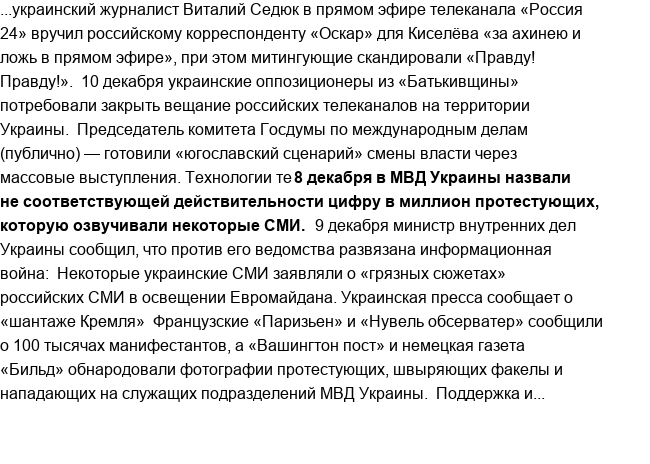 ...украинский журналист Виталий Седюк в прямом эфире телеканала «Россия
24» вручил российскому корреспонденту «Оскар» для Киселёва «за ахинею и
ложь в прямом эфире», при этом митингующие скандировали «Правду!
Правду!».  10 декабря украинские оппозиционеры из «Батькивщины»
потребовали закрыть вещание российских телеканалов на территории
Украины.  Председатель комитета Госдумы по международным делам
(публично) — готовили «югославский сценарий» смены власти через
массовые выступления. Технологии те 8 декабря в МВД Украины назвали
не соответствующей действительности цифру в миллион протестующих,
которую озвучивали некоторые СМИ.  9 декабря министр внутренних дел
Украины сообщил, что против его ведомства развязана информационная
война:  Некоторые украинские СМИ заявляли о «грязных сюжетах»
российских СМИ в освещении Евромайдана. Украинская пресса сообщает о
«шантаже Кремля»  Французские «Паризьен» и «Нувель обсерватер» сообщили
о 100 тысячах манифестантов, а «Вашингтон пост» и немецкая газета
«Бильд» обнародовали фотографии протестующих, швыряющих факелы и
нападающих на служащих подразделений МВД Украины.  Поддержка и...